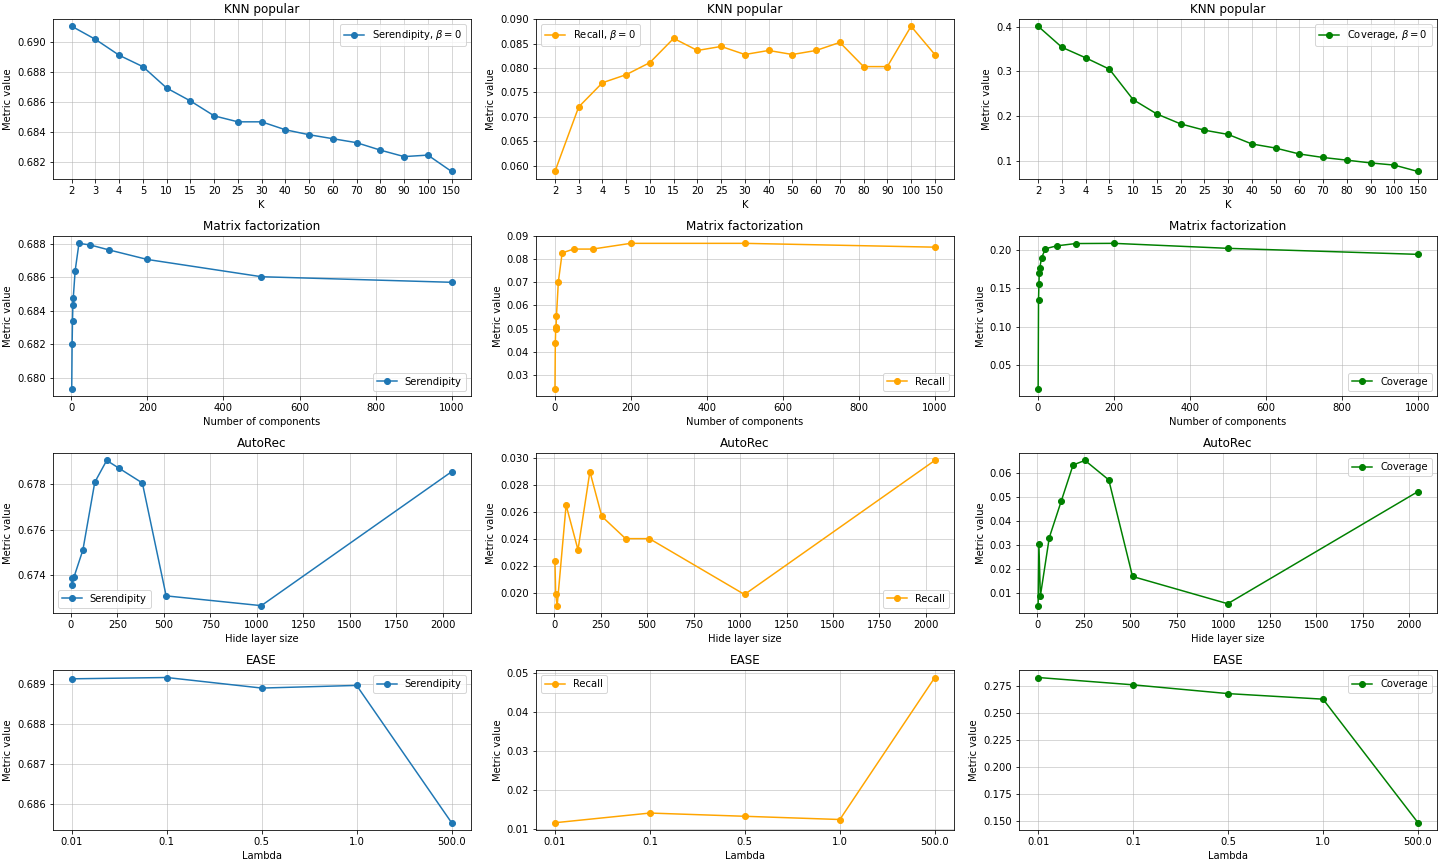 KNN popular
Metric value
0.690
0.688
0.686
0.684
0.682
Serendipity, β = 0
2 3 4 5 10 15 20 25 30 40 50 60 70 80 90 100 150
K
KNN popular
Metric value
0.090
0.085
0.080
0.075
0.070
0.065
0.060
Recall, β = 0
2 3 4 5 10 15 20 25 30 40 50 60 70 80 90 100 150
K
KNN popular
Metric value
0.4
0.3
0.2
0.1
Coverage, β = 0
2 3 4 5 10 15 20 25 30 40 50 60 70 80 90 100 150
K
Matrix factorization
Metric value
0.688
0.686
0.684
0.682
0.680
Serendipity
0 200 400 600 800 1000
Number of components
Matrix factorization
Metric value
0.09
0.08
0.07
0.06
0.05
0.04
0.03
Recall
0 200 400 600 800 1000
Number of components
Matrix factorization
Metric value
0.20
0.15
0.10
0.05
Coverage
0 200 400 600 800 1000
Number of components
AutoRec
Metric value
0.678
0.676
0.674
Serendipity
0 250 500 750 1000 1250 1500 1750 2000
Hide layer size
AutoRec
Metric value
0.030
0.028
0.026
0.024
0.022
0.020
Recall
0 250 500 750 1000 1250 1500 1750 2000
Hide layer size
AutoRec
Metric value
0.06
0.05
0.04
0.03
0.02
0.01
Coverage
0 250 500 750 1000 1250 1500 1750 2000
Hide layer size
EASE
Metric value
0.689
0.688
0.687
0.686
Serendipity
0.01 0.1 0.5 1.0 500.0
Lambda
EASE
Metric value
0.05
0.04
0.03
0.02
0.01
Recall
0.01 0.1 0.5 1.0 500.0
Lambda
EASE
Metric value
0.275
0.250
0.225
0.200
0.175
0.150
Coverage
0.01 0.1 0.5 1.0 500.0
Lambda